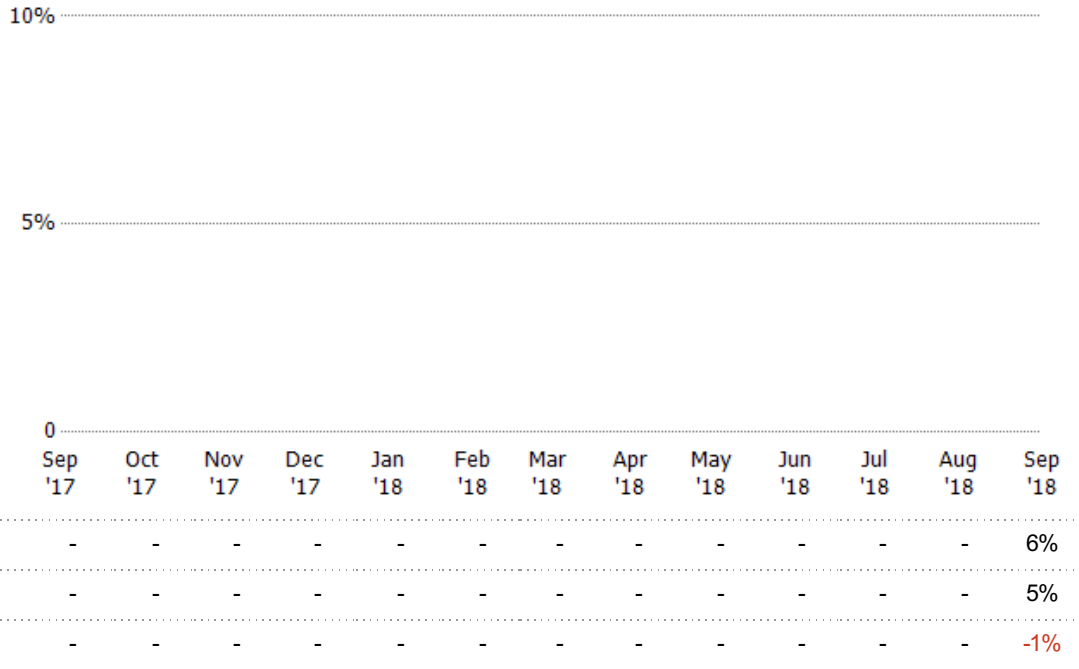 10%
5%
0
Sep Oct Nov Dec Jan Feb Mar Apr May Jun Jul Aug Sep
'17 '17 '17 '17 '18 '18 '18 '18 '18 '18 '18 '18 '18
- - - - - - - - - - - - 6%
- - - - - - - - - - - - 5%
- - - - - - - - - - - - -1%